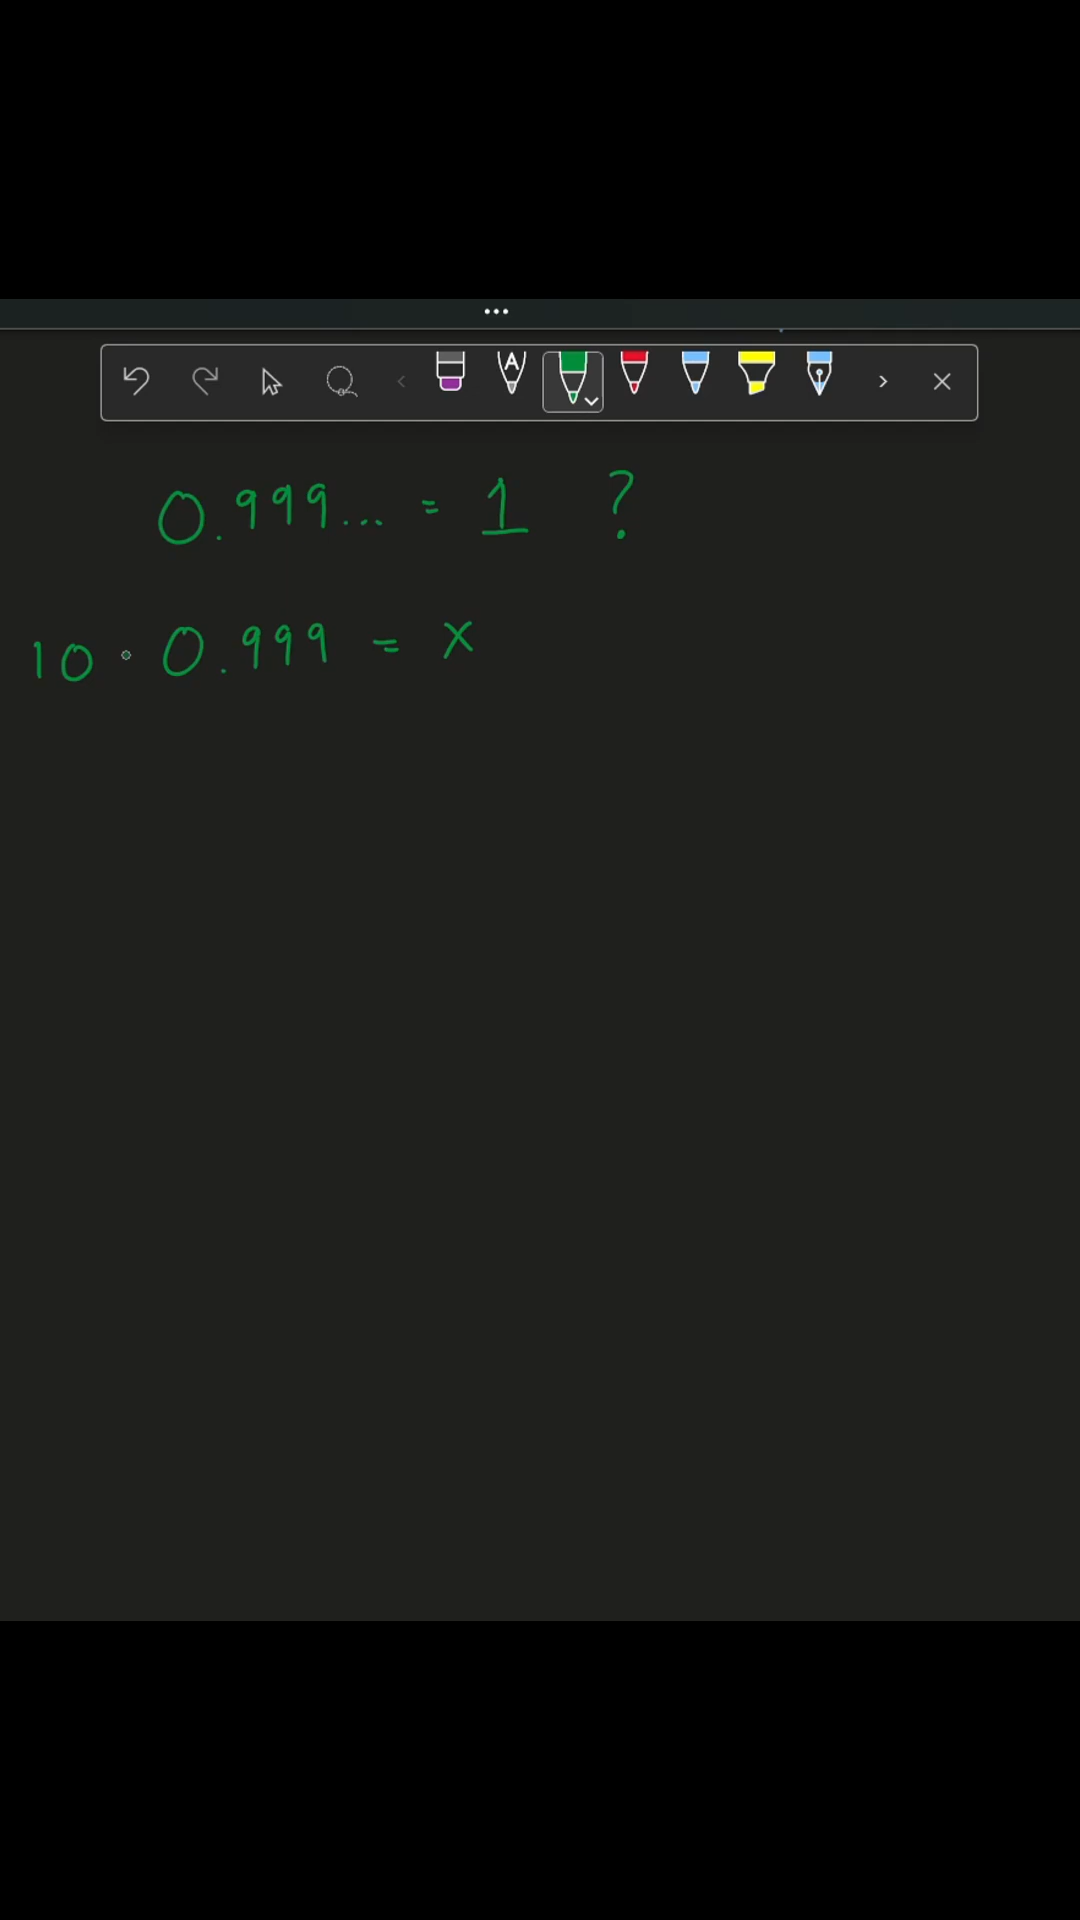 0.999... = 1 ?
10 · 0.999 = x